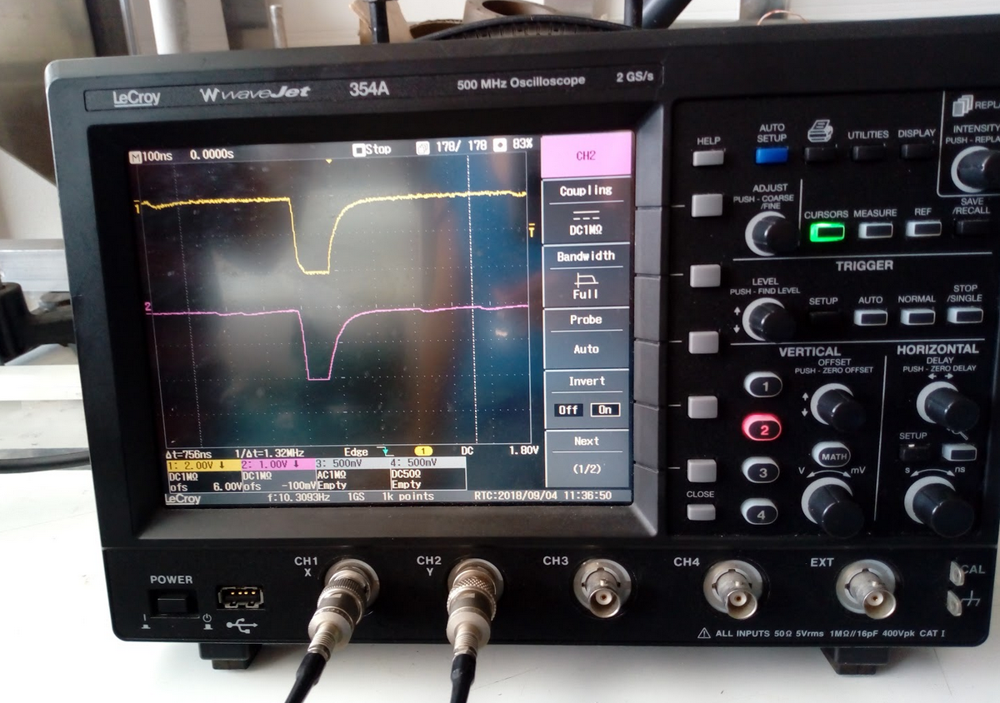 LeCroy WaveJet 354A 500 MHz Oscilloscope 2 GS/s
M 100ns 0.0000s Stop 178/ 178 83%
CH2
Coupling
DC1MΩ
Bandwidth
Full
Probe
Auto
Invert
Off On
Next
(1/2)
1
T
2
Δt=756ns 1/Δt=1.32MHz Edge 1 DC 1.80V
1: 2.00V 2: 1.00V 3: 500mV 4: 500mV
DC1MΩ DC1MΩ AC1MΩ DC50Ω
ofs 6.00V ofs -100mV Empty Empty
LeCroy f:10.3093Hz 1GS 1k points RTC:2018/09/04 11:36:50
HELP
AUTO SETUP
UTILITIES
DISPLAY
INTENSITY
ADJUST
PUSH - COARSE
/FINE
CURSORS
MEASURE
REF
SAVE
/RECALL
TRIGGER
LEVEL
PUSH - FIND LEVEL
SETUP
AUTO
NORMAL
STOP
/SINGLE
VERTICAL
OFFSET
PUSH - ZERO OFFSET
HORIZONTAL
DELAY
PUSH - ZERO DELAY
1
2
MATH
3
V mV
4
SETUP
s ns
CLOSE
POWER
CH1
X
CH2
Y
CH3
CH4
EXT
CAL
ALL INPUTS 50Ω 5Vrms 1MΩ//16pF 400Vpk CAT I